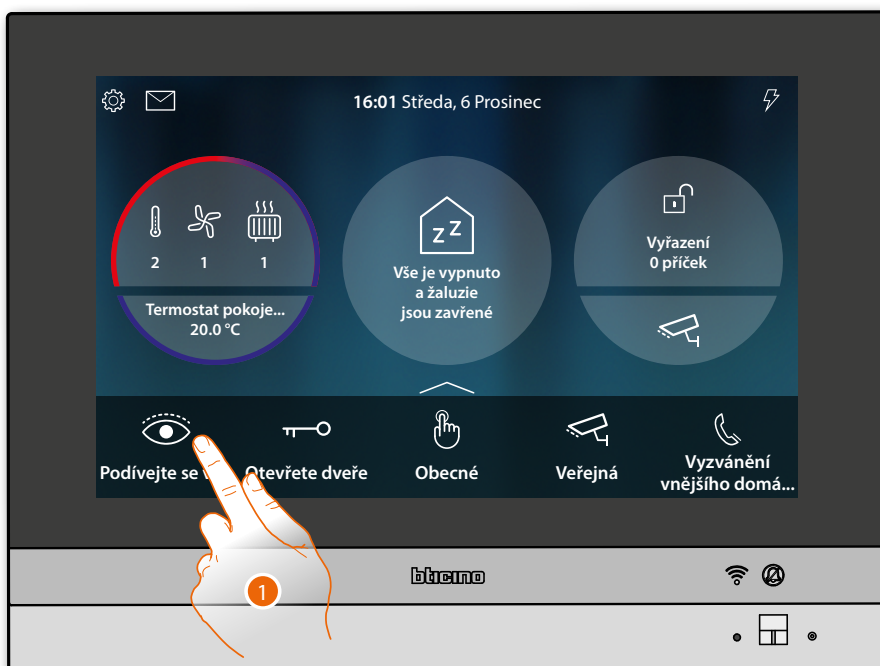 16:01 Středa, 6 Prosinec
2 1 1
Termostat pokoje...
20.0 °C
z Z
Vše je vypnuto
a žaluzie
jsou zavřené
Vyřazení
0 příček
Podívejte se
Otevřete dveře
Obecné
Veřejná
Vyzvánění
vnějšího domá...
bticino
1